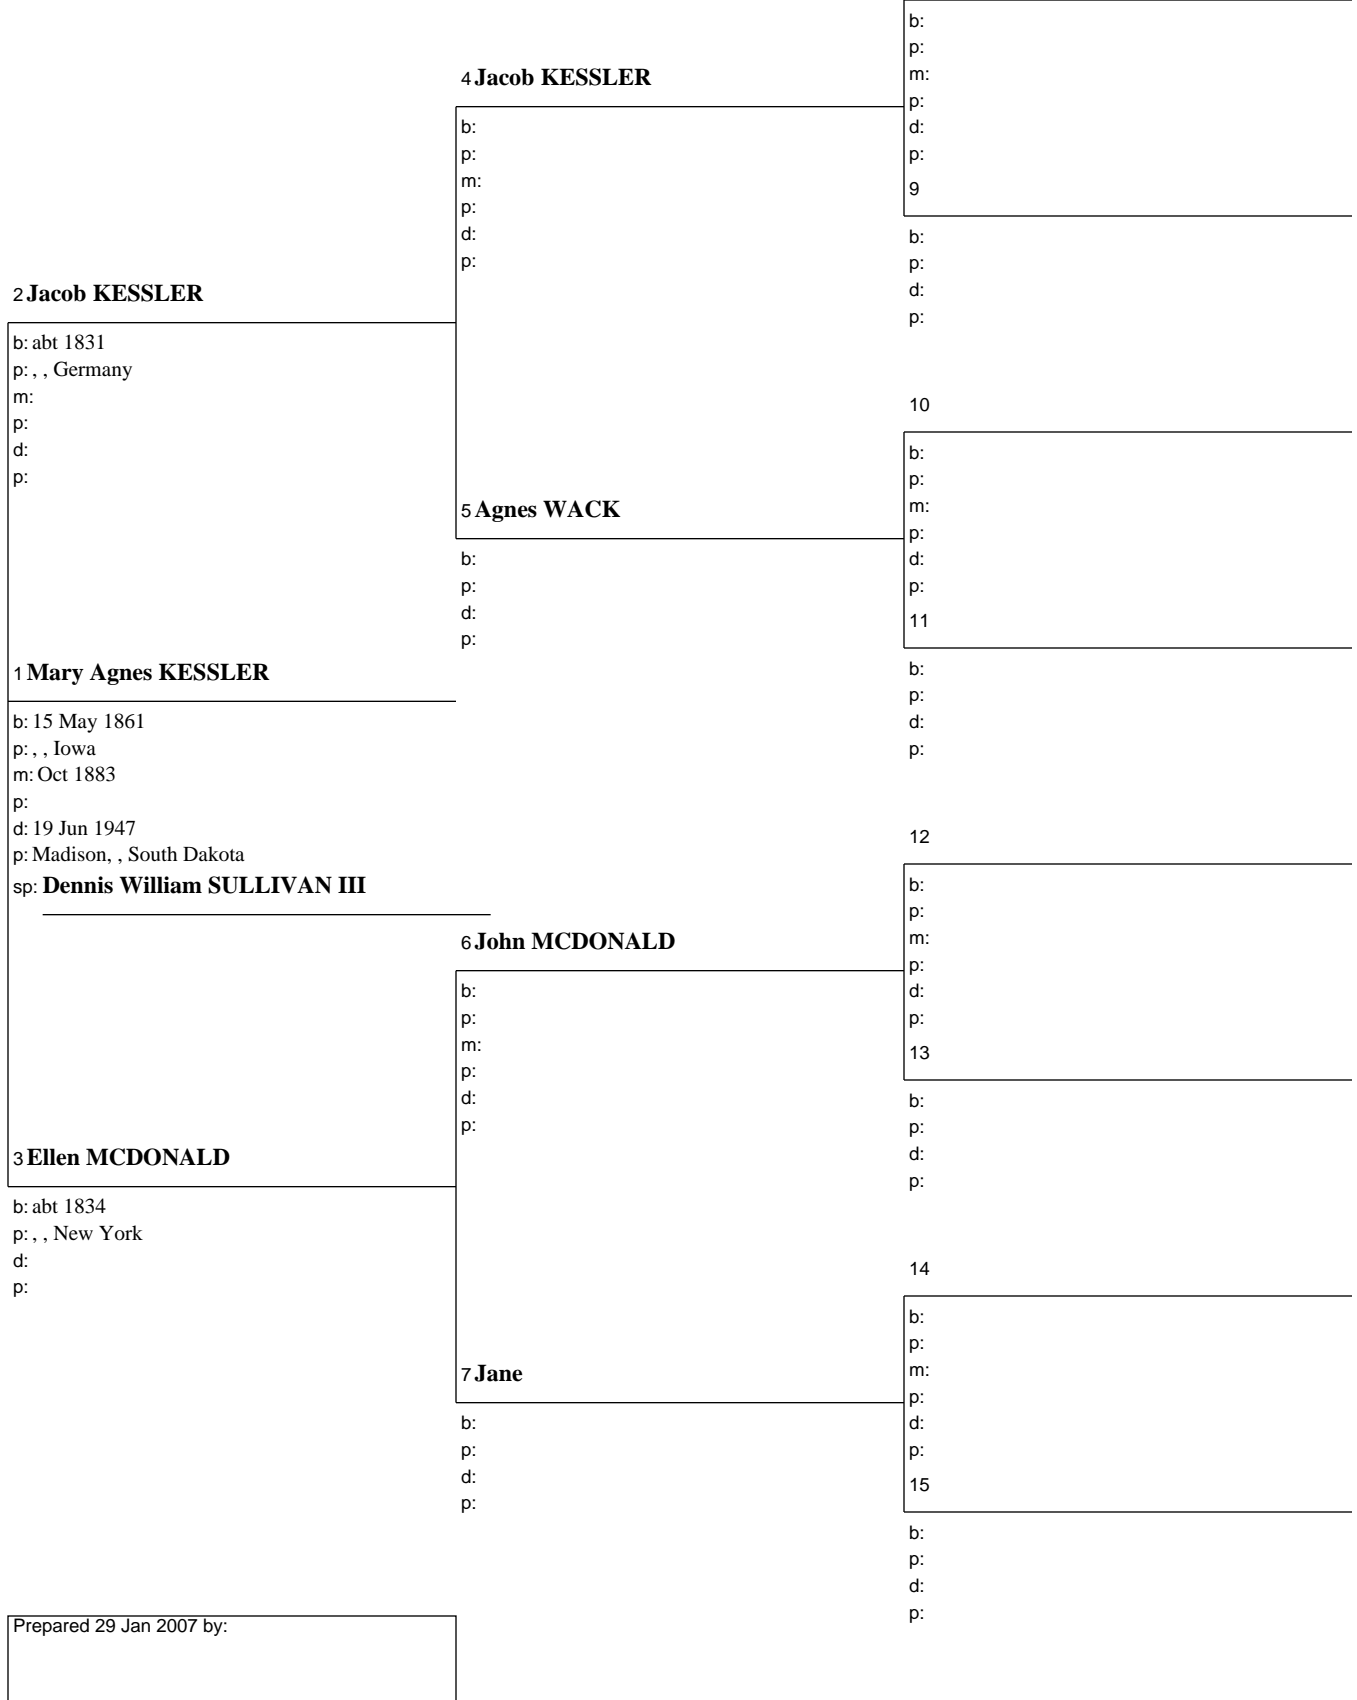 b:
p:
m:
p:
d:
p:
4 Jacob KESSLER
b:
p:
m:
p:
d:
p:
9
b:
p:
d:
p:
2 Jacob KESSLER
b: abt 1831
p: , , Germany
m:
p:
d:
p:
10
b:
p:
m:
p:
d:
p:
5 Agnes WACK
b:
p:
d:
p:
11
b:
p:
d:
p:
1 Mary Agnes KESSLER
b: 15 May 1861
p: , , Iowa
m: Oct 1883
p:
d: 19 Jun 1947
p: Madison, , South Dakota
sp: Dennis William SULLIVAN III
12
b:
p:
m:
p:
d:
p:
6 John MCDONALD
b:
p:
m:
p:
d:
p:
13
b:
p:
d:
p:
3 Ellen MCDONALD
b: abt 1834
p: , , New York
d:
p:
14
b:
p:
m:
p:
d:
p:
7 Jane
b:
p:
d:
p:
15
b:
p:
d:
p:
Prepared 29 Jan 2007 by: